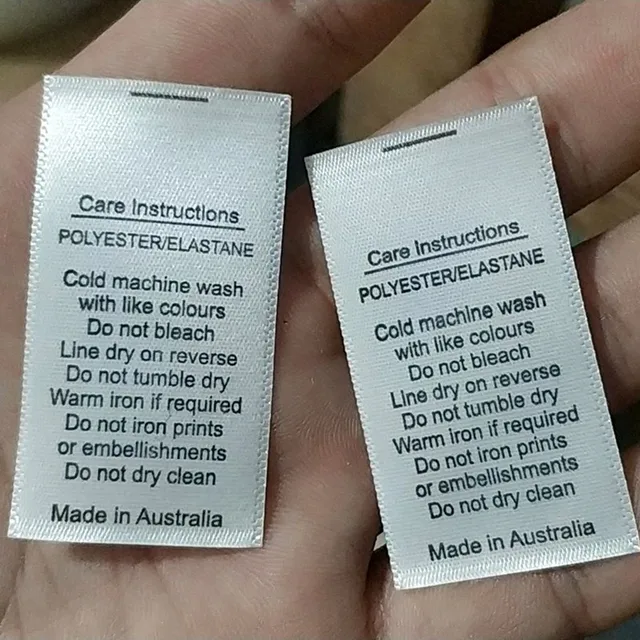 Care Instructions
POLYESTER/ELASTANE
Cold machine wash
with like colours
Do not bleach
Line dry on reverse
Do not tumble dry
Warm iron if required
Do not iron prints
or embellishments
Do not dry clean
Made in Australia
Care Instructions
POLYESTER/ELASTANE
Cold machine wash
with like colours
Do not bleach
Line dry on reverse
Do not tumble dry
Warm iron if required
Do not iron prints
or embellishments
Do not dry clean
Made in Australia